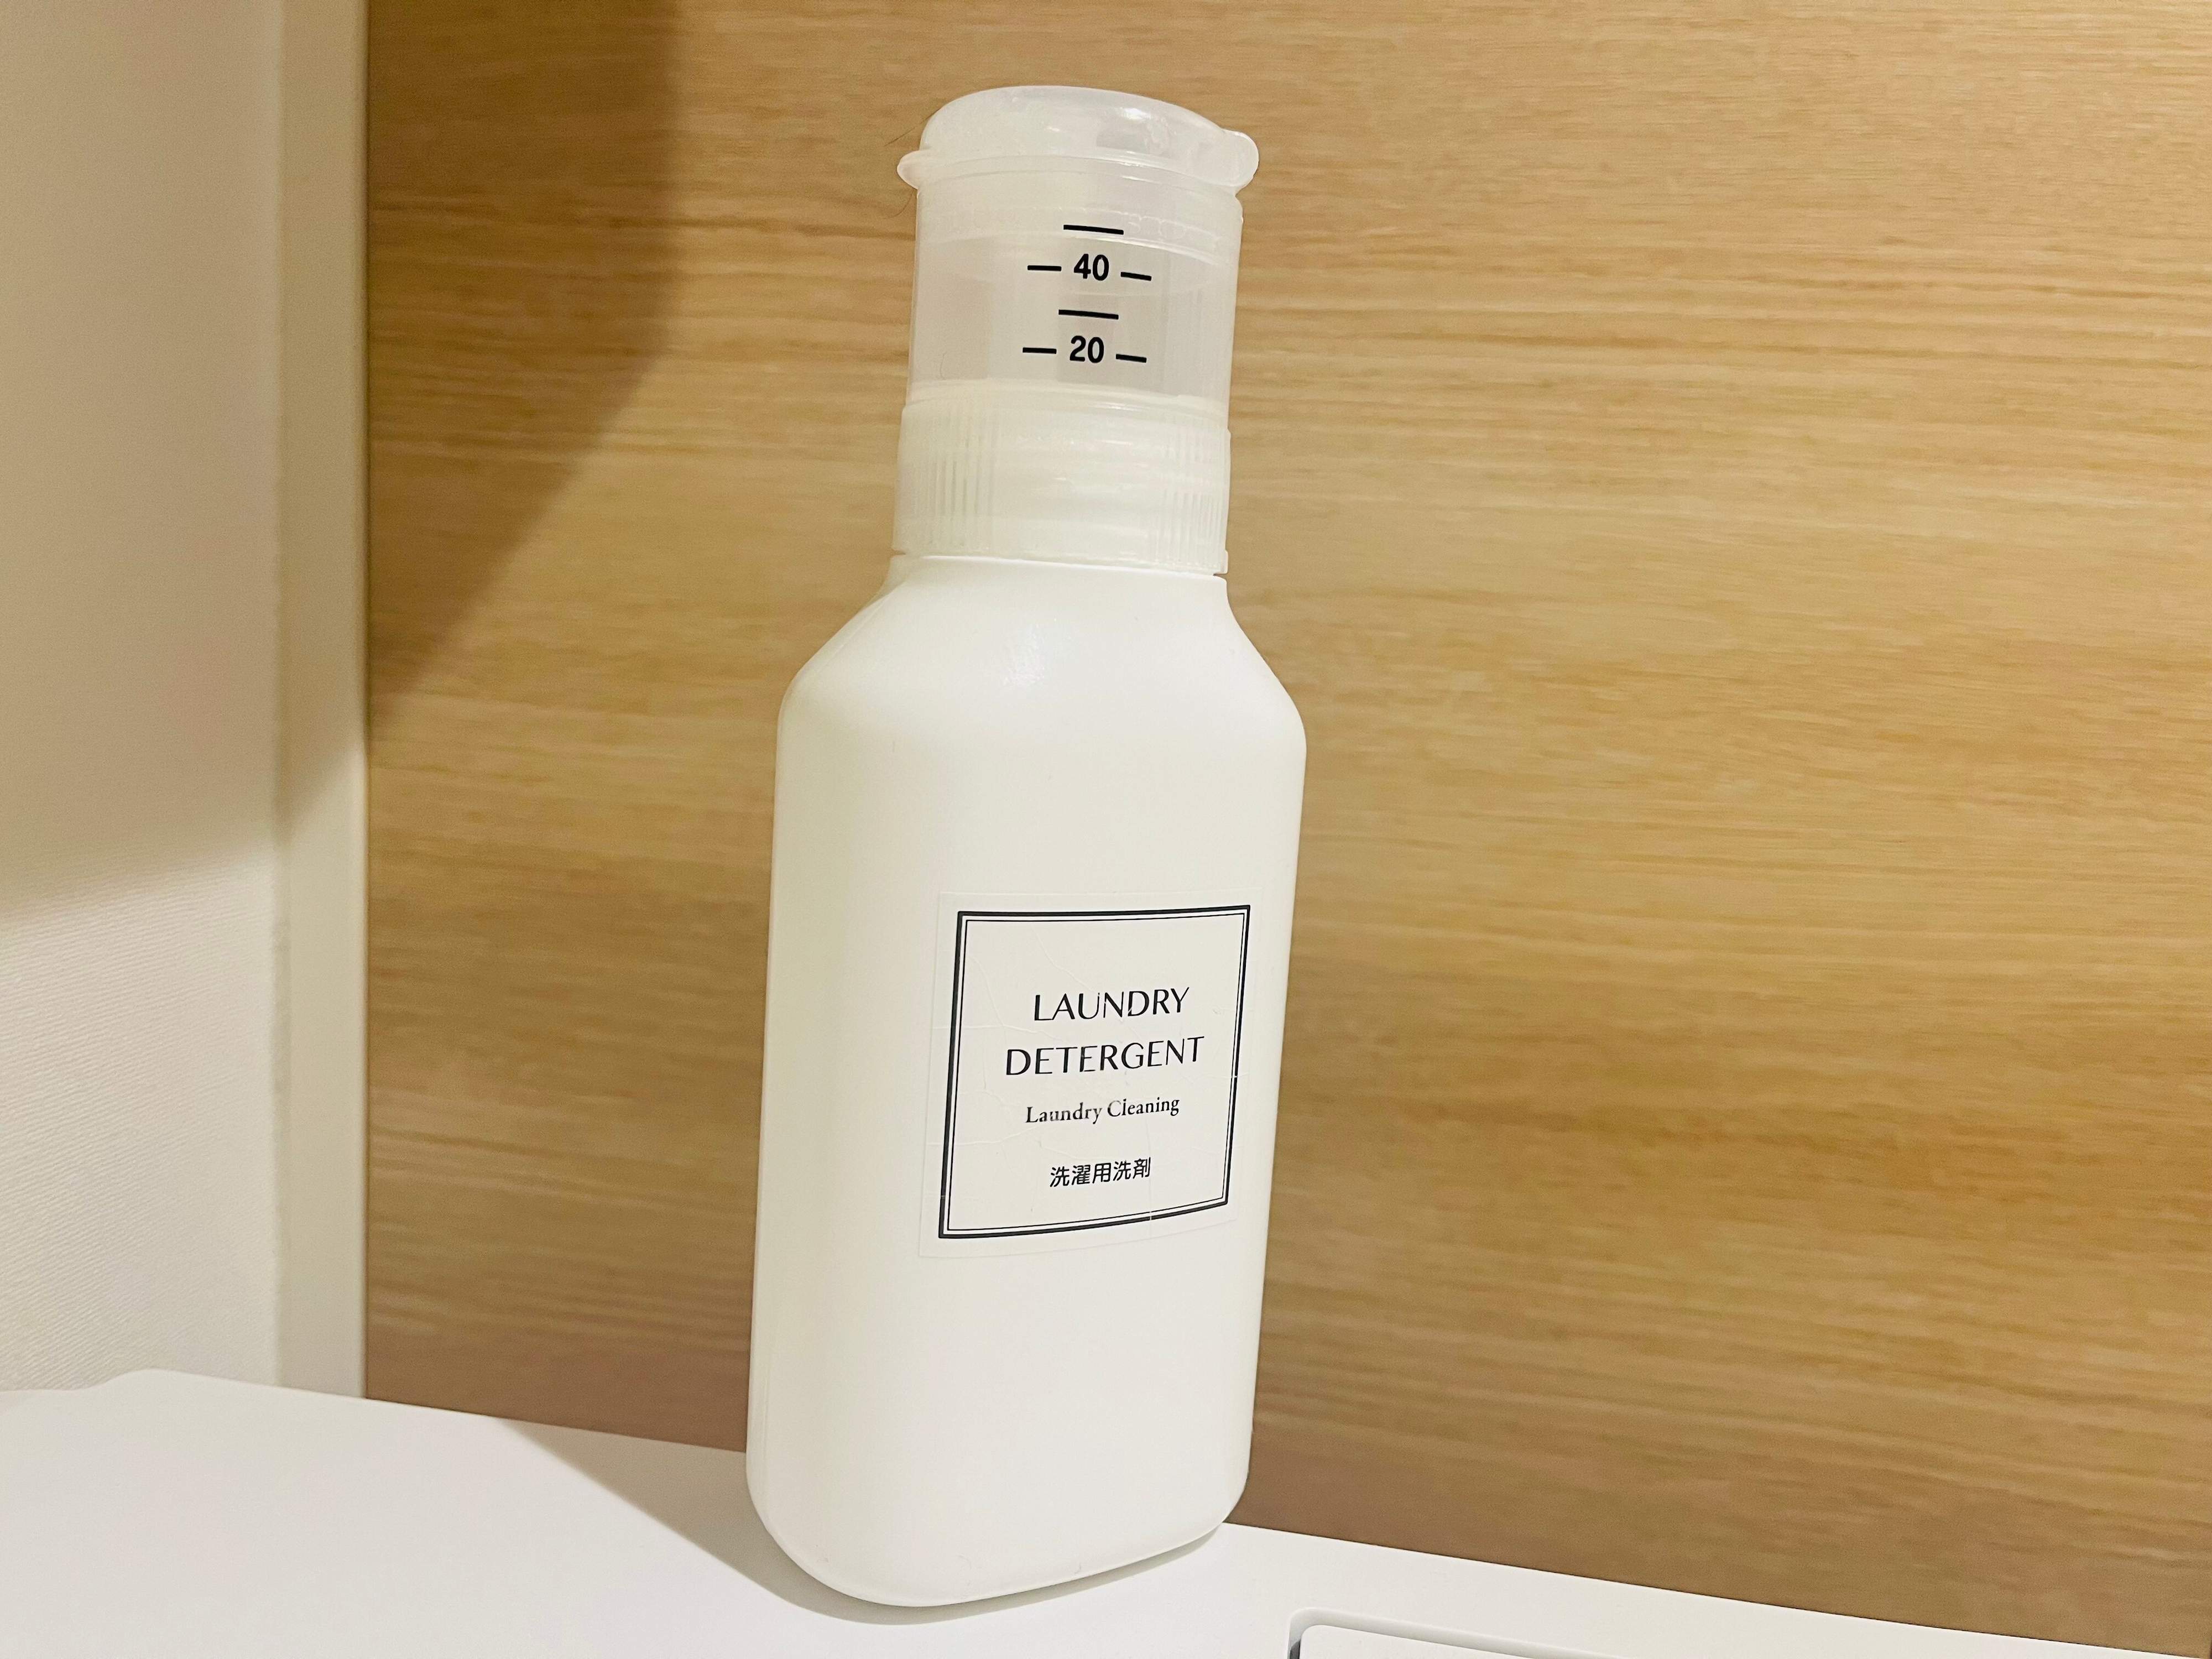 40
20
LAUNDRY
DETERGENT
Laundry Cleaning
洗濯用洗剤